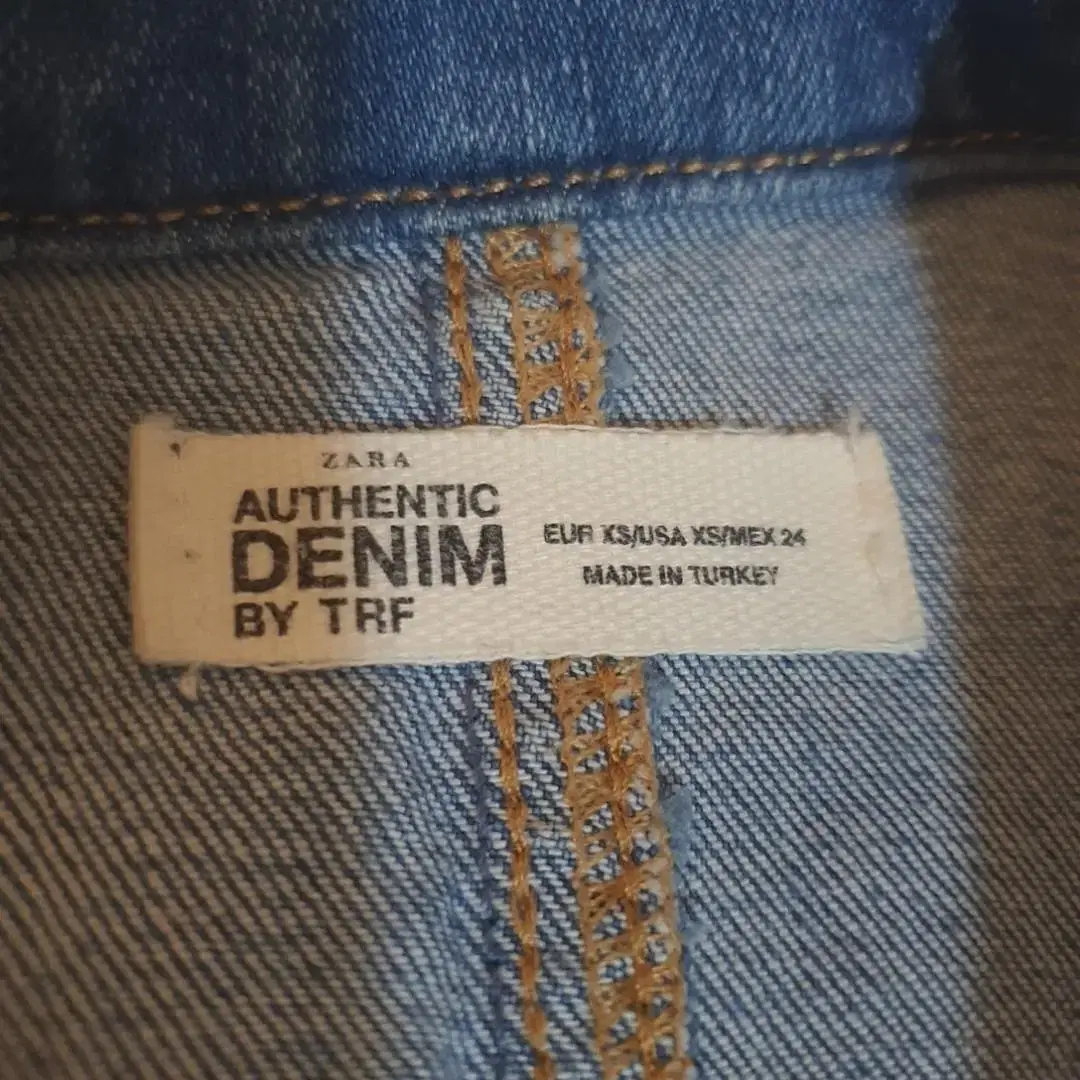 ZARA
AUTHENTIC
DENIM
BY TRF
EUR XS/USA XS/MEX 24
MADE IN TURKEY